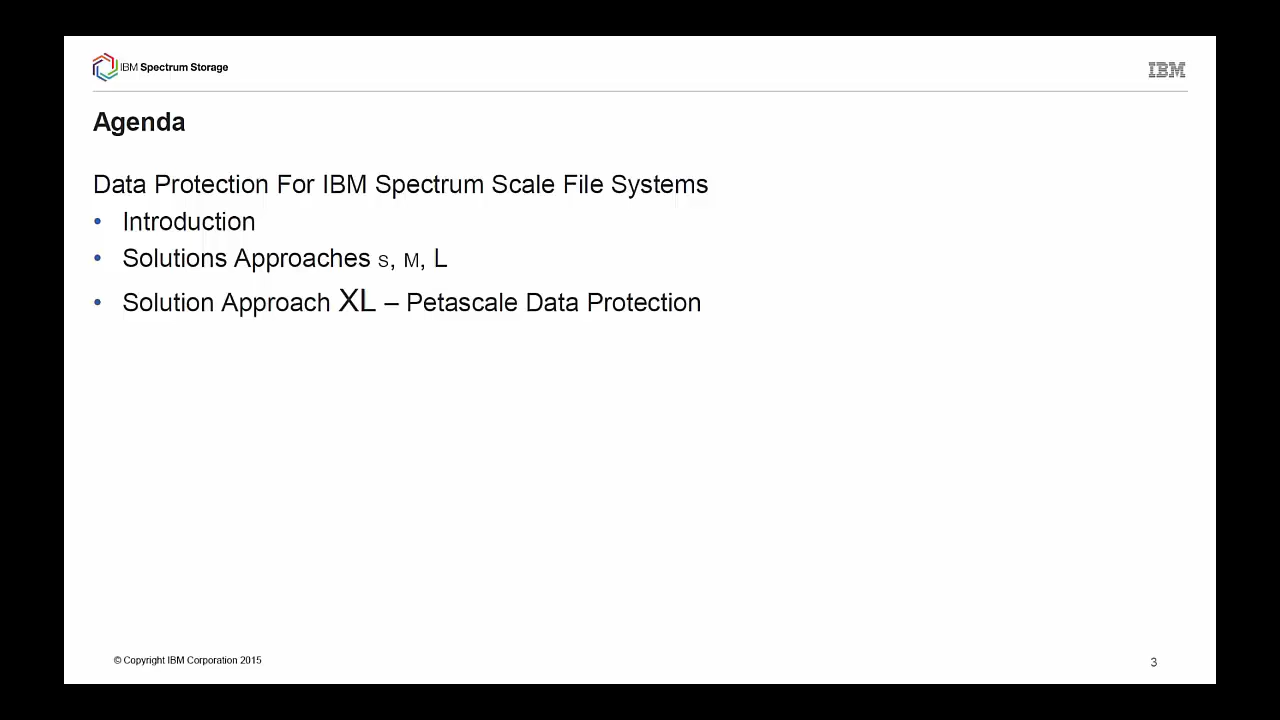 IBM Spectrum Storage
IBM
Agenda
Data Protection For IBM Spectrum Scale File Systems
• Introduction
• Solutions Approaches S, M, L
• Solution Approach XL – Petascale Data Protection
© Copyright IBM Corporation 2015
3